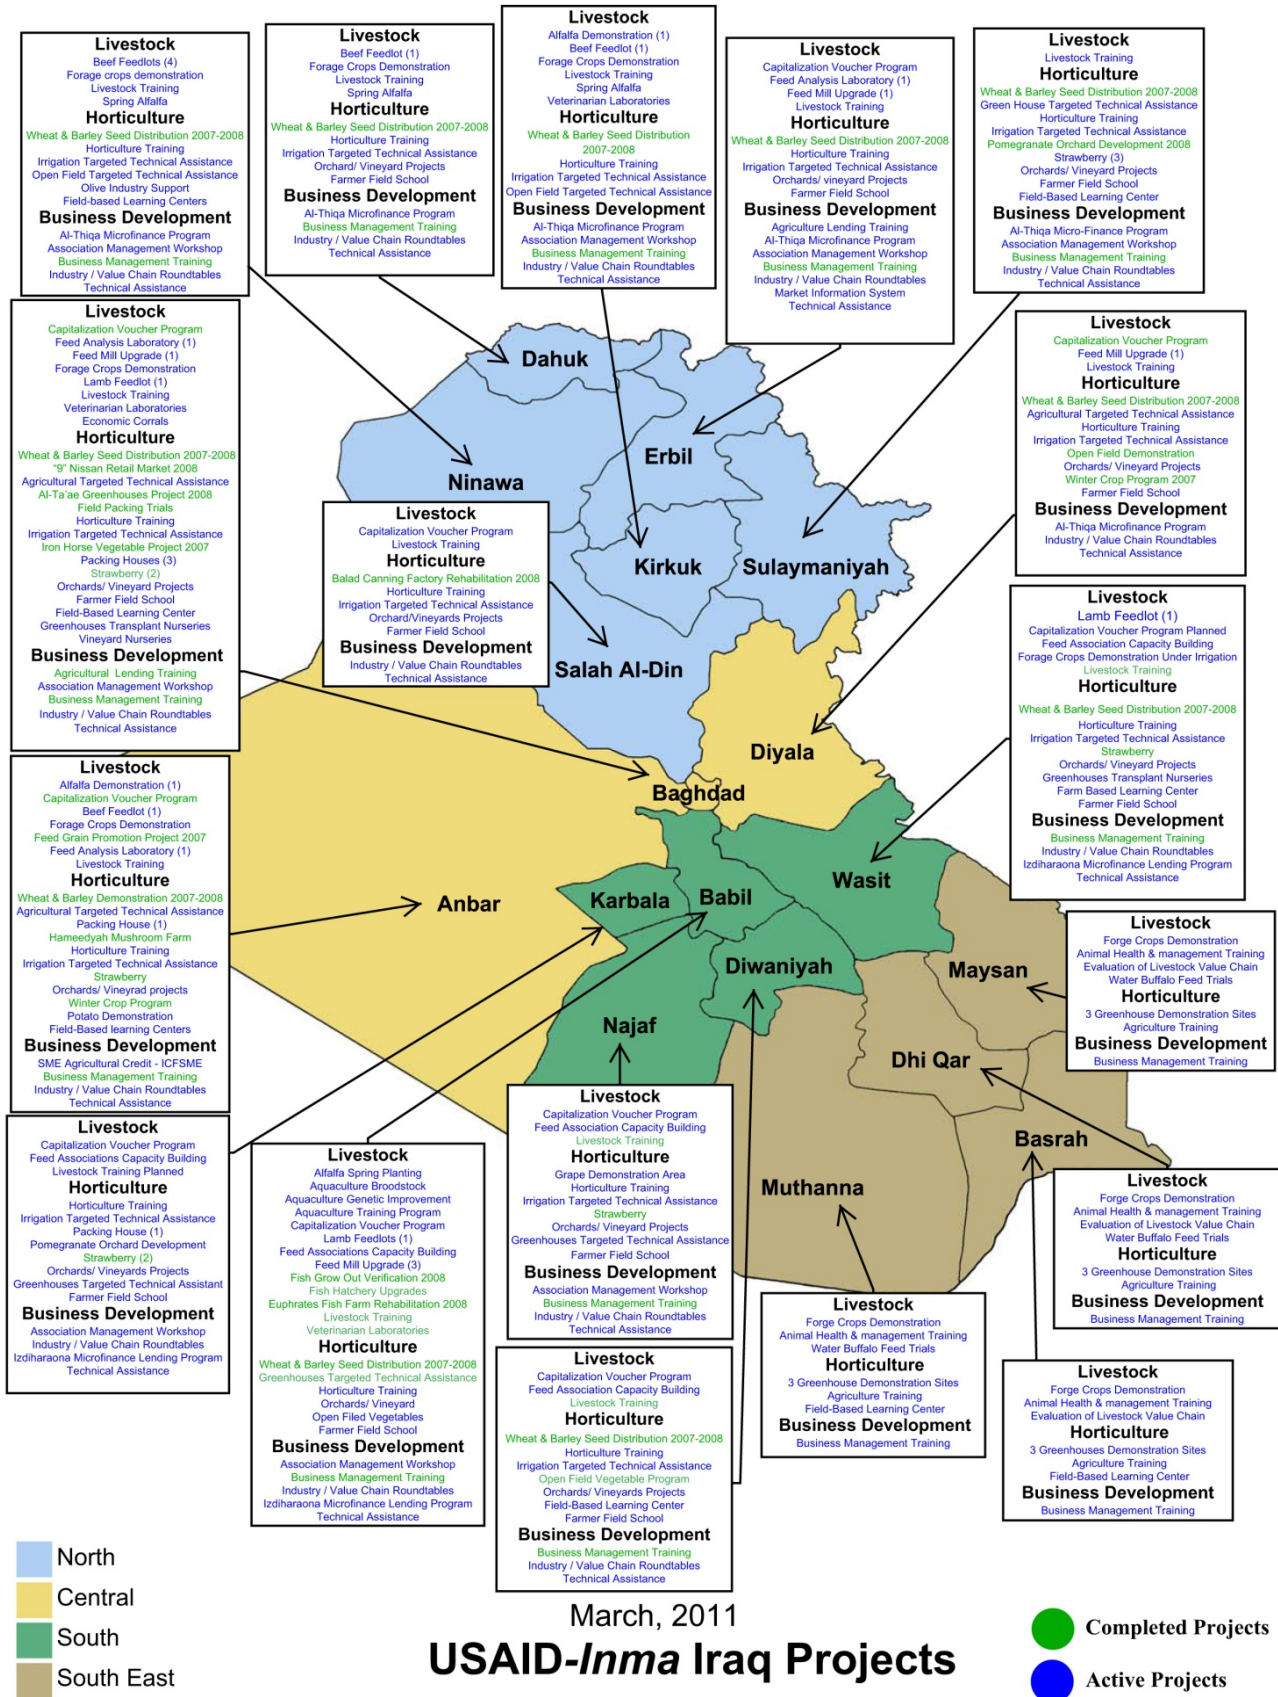 Livestock
Beef Feedlots (4)
Forage crops demonstration
Livestock Training
Spring Alfalfa
Horticulture
Wheat & Barley Seed Distribution 2007-2008
Horticulture Training
Irrigation Targeted Technical Assistance
Open Field Targeted Technical Assistance
Olive Industry Support
Field-based Learning Centers
Business Development
Al-Thiqa Microfinance Program
Association Management Workshop
Business Management Training
Industry / Value Chain Roundtables
Technical Assistance
Livestock
Beef Feedlot (1)
Forage Crops Demonstration
Livestock Training
Spring Alfalfa
Horticulture
Wheat & Barley Seed Distribution 2007-2008
Horticulture Training
Irrigation Targeted Technical Assistance
Orchard/ Vineyard Projects
Farmer Field School
Business Development
Al-Thiqa Microfinance Program
Business Management Training
Industry / Value Chain Roundtables
Technical Assistance
Livestock
Alfalfa Demonstration (1)
Beef Feedlot (1)
Forage Crops Demonstration
Livestock Training
Spring Alfalfa
Veterinarian Laboratories
Horticulture
Wheat & Barley Seed Distribution
2007-2008
Horticulture Training
Irrigation Targeted Technical Assistance
Open Field Targeted Technical Assistance
Business Development
Al-Thiqa Microfinance Program
Association Management Workshop
Business Management Training
Industry / Value Chain Roundtables
Technical Assistance
Livestock
Capitalization Voucher Program
Feed Analysis Laboratory (1)
Feed Mill Upgrade (1)
Livestock Training
Horticulture
Wheat & Barley Seed Distribution 2007-2008
Horticulture Training
Irrigation Targeted Technical Assistance
Orchards/ vineyard Projects
Farmer Field School
Business Development
Agriculture Lending Training
Al-Thiqa Microfinance Program
Association Management Workshop
Business Management Training
Industry / Value Chain Roundtables
Market Information System
Technical Assistance
Livestock
Livestock Training
Horticulture
Wheat & Barley Seed Distribution 2007-2008
Green House Targeted Technical Assistance
Horticulture Training
Irrigation Targeted Technical Assistance
Pomegranate Orchard Development 2008
Strawberry (3)
Orchards/ Vineyard Projects
Farmer Field School
Field-Based Learning Center
Business Development
Al-Thiqa Micro-Finance Program
Association Management Workshop
Business Management Training
Industry / Value Chain Roundtables
Technical Assistance
Livestock
Capitalization Voucher Program
Feed Analysis Laboratory (1)
Feed Mill Upgrade (1)
Forage Crops Demonstration
Lamb Feedlot (1)
Livestock Training
Veterinarian Laboratories
Economic Corrals
Horticulture
Wheat & Barley Seed Distribution 2007-2008
"9" Nissan Retail Market 2008
Agricultural Targeted Technical Assistance
Al-Ta'ae Greenhouses Project 2008
Field Packing Trials
Horticulture Training
Irrigation Targeted Technical Assistance
Iron Horse Vegetable Project 2007
Packing Houses (3)
Strawberry (2)
Orchards/ Vineyard Projects
Farmer Field School
Field-Based Learning Center
Greenhouses Transplant Nurseries
Vineyard Nurseries
Business Development
Agricultural Lending Training
Association Management Workshop
Business Management Training
Industry / Value Chain Roundtables
Technical Assistance
Livestock
Capitalization Voucher Program
Feed Mill Upgrade (1)
Livestock Training
Horticulture
Wheat & Barley Seed Distribution 2007-2008
Agricultural Targeted Technical Assistance
Horticulture Training
Irrigation Targeted Technical Assistance
Open Field Demonstration
Orchards/ Vineyard Projects
Winter Crop Program 2007
Farmer Field School
Business Development
Al-Thiqa Microfinance Program
Industry / Value Chain Roundtables
Technical Assistance
Livestock
Capitalization Voucher Program
Livestock Training
Horticulture
Balad Canning Factory Rehabilitation 2008
Horticulture Training
Irrigation Targeted Technical Assistance
Orchard/Vineyards Projects
Farmer Field School
Business Development
Industry / Value Chain Roundtables
Technical Assistance
Dahuk
Ninawa
Erbil
Kirkuk
Sulaymaniyah
Salah Al-Din
Diyala
Baghdad
Anbar
Karbala
Babil
Wasit
Diwaniyah
Najaf
Maysan
Dhi Qar
Basrah
Muthanna
Livestock
Lamb Feedlot (1)
Capitalization Voucher Program Planned
Feed Association Capacity Building
Forage Crops Demonstration Under Irrigation
Livestock Training
Horticulture
Wheat & Barley Seed Distribution 2007-2008
Horticulture Training
Irrigation Targeted Technical Assistance
Strawberry
Orchards/ Vineyard Projects
Greenhouses Transplant Nurseries
Farm Based Learning Center
Farmer Field School
Business Development
Business Management Training
Industry / Value Chain Roundtables
Izdiharaona Microfinance Lending Program
Technical Assistance
Livestock
Alfalfa Demonstration (1)
Capitalization Voucher Program
Beef Feedlot (1)
Forage Crops Demonstration
Feed Grain Promotion Project 2007
Feed Analysis Laboratory (1)
Livestock Training
Horticulture
Wheat & Barley Demonstration 2007-2008
Agricultural Targeted Technical Assistance
Packing House (1)
Hameedyah Mushroom Farm
Horticulture Training
Irrigation Targeted Technical Assistance
Strawberry
Orchards/ Vineyrad projects
Winter Crop Program
Potato Demonstration
Field-Based learning Centers
Business Development
SME Agricultural Credit - ICFSME
Business Management Training
Industry / Value Chain Roundtables
Technical Assistance
Livestock
Forge Crops Demonstration
Animal Health & management Training
Evaluation of Livestock Value Chain
Water Buffalo Feed Trials
Horticulture
3 Greenhouse Demonstration Sites
Agriculture Training
Business Development
Business Management Training
Livestock
Capitalization Voucher Program
Feed Associations Capacity Building
Livestock Training Planned
Horticulture
Horticulture Training
Irrigation Targeted Technical Assistance
Packing House (1)
Pomegranate Orchard Development
Strawberry (2)
Orchards/ Vineyards Projects
Greenhouses Targeted Technical Assistant
Farmer Field School
Business Development
Association Management Workshop
Industry / Value Chain Roundtables
Izdiharaona Microfinance Lending Program
Technical Assistance
Livestock
Alfalfa Spring Planting
Aquaculture Broodstock
Aquaculture Genetic Improvement
Aquaculture Training Program
Capitalization Voucher Program
Lamb Feedlots (1)
Feed Associations Capacity Building
Feed Mill Upgrade (3)
Fish Grow Out Verification 2008
Fish Hatchery Upgrades
Euphrates Fish Farm Rehabilitation 2008
Livestock Training
Veterinarian Laboratories
Horticulture
Wheat & Barley Seed Distribution 2007-2008
Greenhouses Targeted Technical Assistance
Horticulture Training
Orchards/ Vineyard
Open Filed Vegetables
Farmer Field School
Business Development
Association Management Workshop
Business Management Training
Industry / Value Chain Roundtables
Izdiharaona Microfinance Lending Program
Technical Assistance
Livestock
Capitalization Voucher Program
Feed Association Capacity Building
Livestock Training
Horticulture
Grape Demonstration Area
Horticulture Training
Irrigation Targeted Technical Assistance
Strawberry
Orchards/ Vineyard Projects
Greenhouses Targeted Technical Assistance
Farmer Field School
Business Development
Association Management Workshop
Business Management Training
Industry / Value Chain Roundtables
Technical Assistance
Livestock
Capitalization Voucher Program
Feed Association Capacity Building
Livestock Training
Horticulture
Wheat & Barley Seed Distribution 2007-2008
Horticulture Training
Irrigation Targeted Technical Assistance
Open Field Vegetable Program
Orchards/ Vineyards Projects
Field-Based Learning Center
Farmer Field School
Business Development
Business Management Training
Industry / Value Chain Roundtables
Technical Assistance
Livestock
Forge Crops Demonstration
Animal Health & management Training
Evaluation of Livestock Value Chain
Water Buffalo Feed Trials
Horticulture
3 Greenhouse Demonstration Sites
Agriculture Training
Business Development
Business Management Training
Livestock
Forge Crops Demonstration
Animal Health & management Training
Water Buffalo Feed Trials
Horticulture
3 Greenhouse Demonstration Sites
Agriculture Training
Field-Based Learning Center
Business Development
Business Management Training
Livestock
Forge Crops Demonstration
Animal Health & management Training
Evaluation of Livestock Value Chain
Horticulture
3 Greenhouses Demonstration Sites
Agriculture Training
Field-Based Learning Center
Business Development
Business Management Training
North
Central
South
South East
March, 2011
USAID-Inma Iraq Projects
Completed Projects
Active Projects